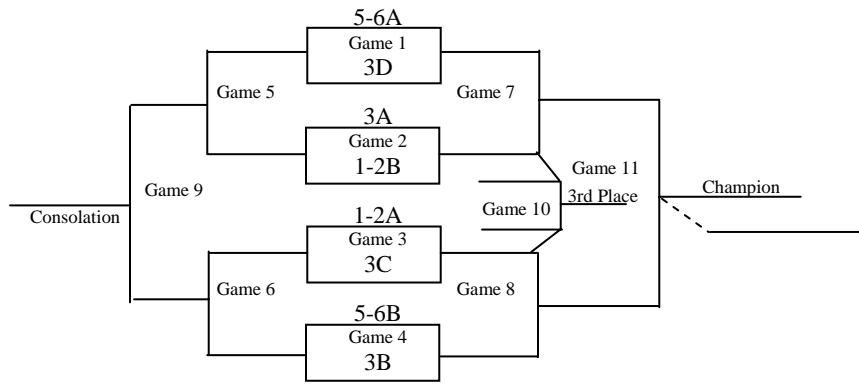 5-6A
Game 1
3D
Game 5
Game 7
3A
Game 2
1-2B
Game 11
Game 9
3rd Place
Champion
Game 10
Consolation
1-2A
Game 3
3C
Game 6
Game 8
5-6B
Game 4
3B